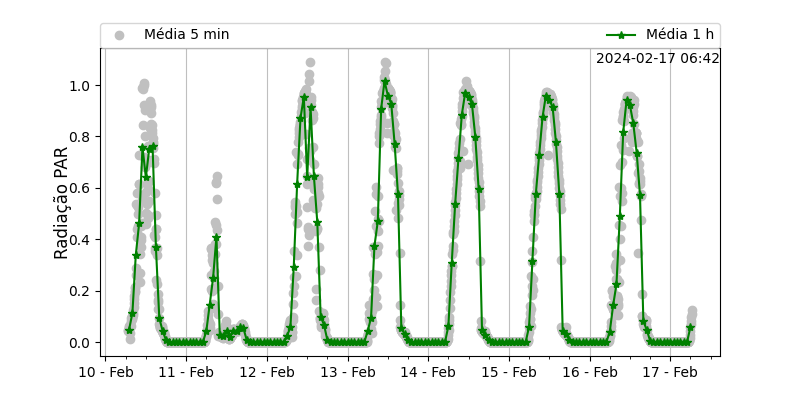 Média 5 min
Média 1 h
2024-02-17 06:42
Radiação PAR
1.0
0.8
0.6
0.4
0.2
0.0
10 - Feb
11 - Feb
12 - Feb
13 - Feb
14 - Feb
15 - Feb
16 - Feb
17 - Feb